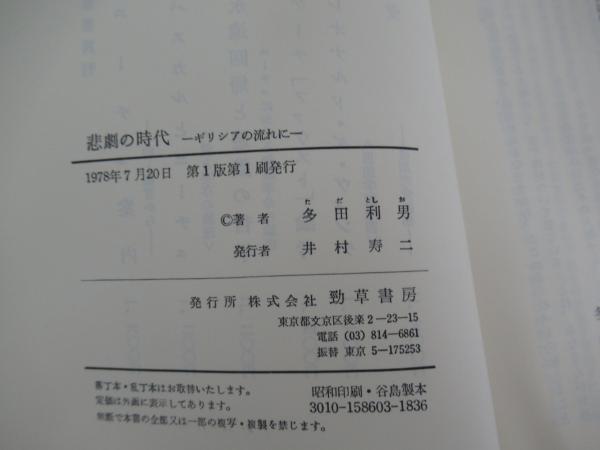 悲劇の時代 ―ギリシアの流れに―
1978年7月20日 第1版第1刷発行
ただとしお
©著者 多田利男
発行者 井村寿二
発行所 株式会社 勁草書房
東京都文京区後楽2―23―15
電話 (03) 814―6861
振替 東京 5―175253
落丁本・乱丁本はお取替いたします。
定価は外面に表示してあります。
無断で本書の全部又は一部の複写・複製を禁じます。
昭和印刷・谷島製本
3010-158603-1836